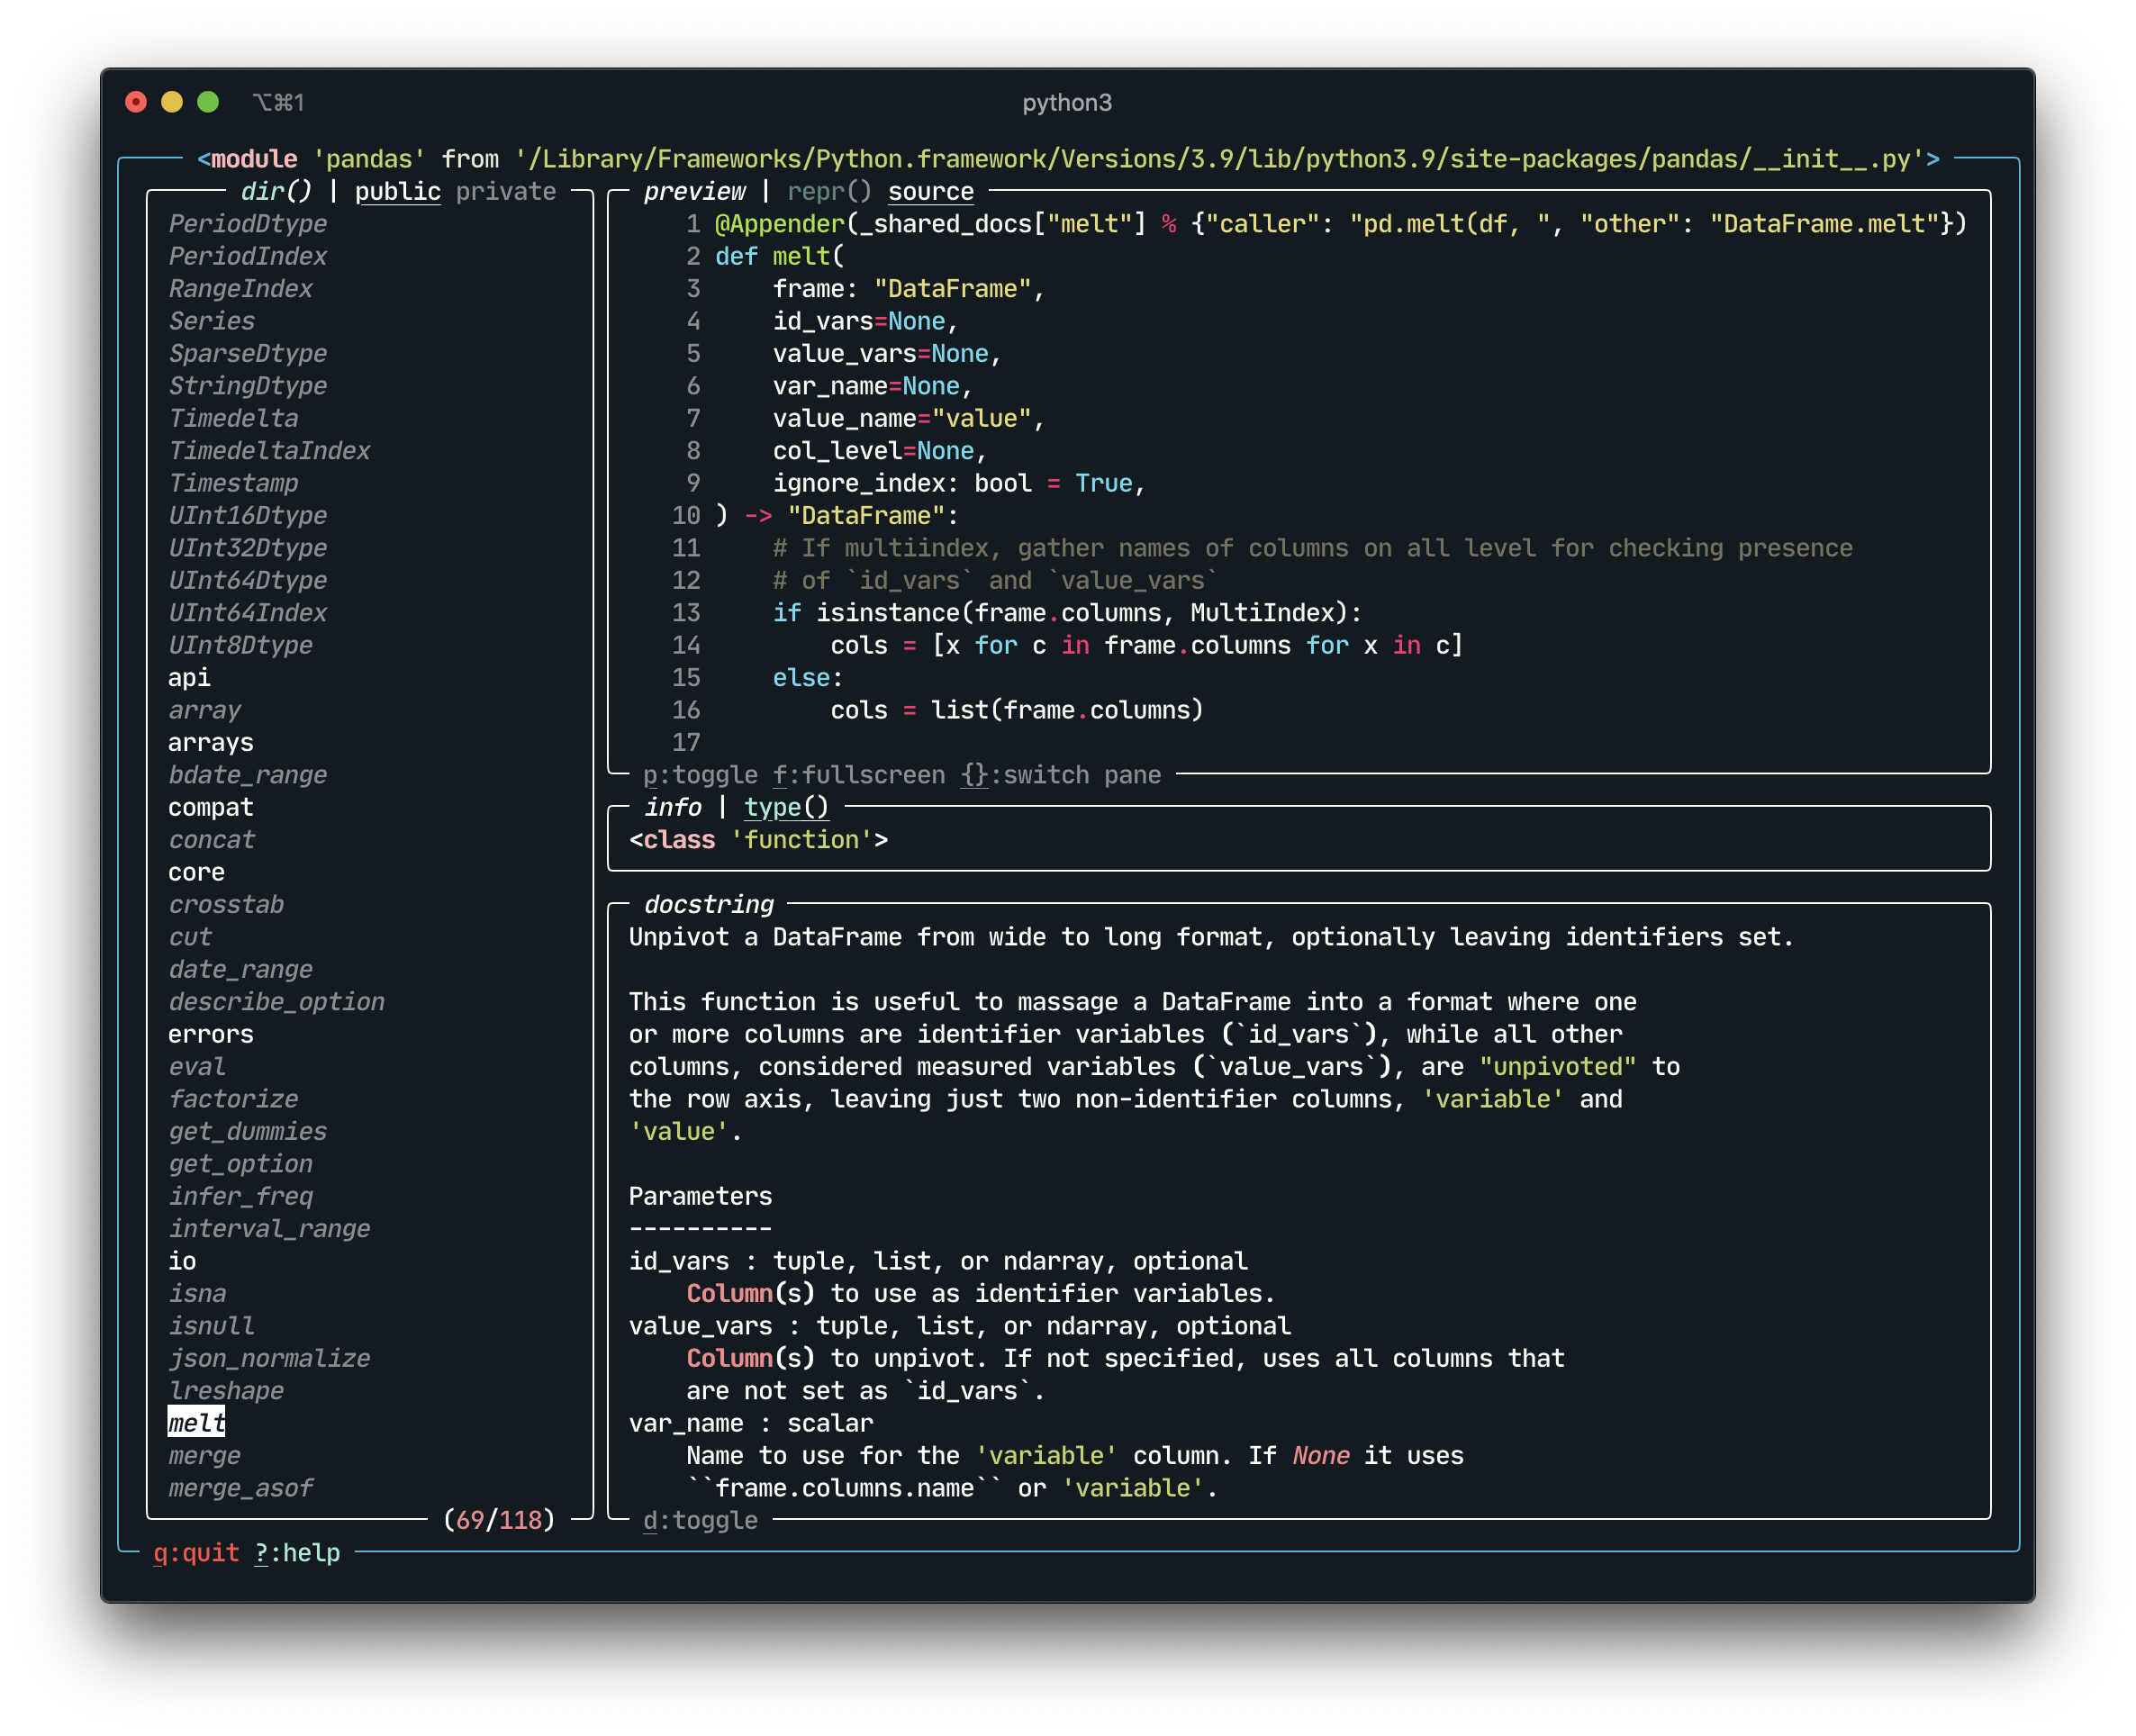 ⌥⌘1
python3
<module 'pandas' from '/Library/Frameworks/Python.framework/Versions/3.9/lib/python3.9/site-packages/pandas/__init__.py'>
dir() | public private
PeriodDtype
PeriodIndex
RangeIndex
Series
SparseDtype
StringDtype
Timedelta
TimedeltaIndex
Timestamp
UInt16Dtype
UInt32Dtype
UInt64Dtype
UInt64Index
UInt8Dtype
api
array
arrays
bdate_range
compat
concat
core
crosstab
cut
date_range
describe_option
errors
eval
factorize
get_dummies
get_option
infer_freq
interval_range
io
isna
isnull
json_normalize
lreshape
melt
merge
merge_asof
(69/118)
preview | repr() source
1 @Appender(_shared_docs["melt"] % {"caller": "pd.melt(df, ", "other": "DataFrame.melt"})
2 def melt(
3     frame: "DataFrame",
4     id_vars=None,
5     value_vars=None,
6     var_name=None,
7     value_name="value",
8     col_level=None,
9     ignore_index: bool = True,
10 ) -> "DataFrame":
11     # If multiindex, gather names of columns on all level for checking presence
12     # of `id_vars` and `value_vars`
13     if isinstance(frame.columns, MultiIndex):
14         cols = [x for c in frame.columns for x in c]
15     else:
16         cols = list(frame.columns)
17
p:toggle f:fullscreen {}:switch pane
info | type()
<class 'function'>
docstring
Unpivot a DataFrame from wide to long format, optionally leaving identifiers set.
This function is useful to massage a DataFrame into a format where one
or more columns are identifier variables (`id_vars`), while all other
columns, considered measured variables (`value_vars`), are "unpivoted" to
the row axis, leaving just two non-identifier columns, 'variable' and
'value'.
Parameters
----------
id_vars : tuple, list, or ndarray, optional
    Column(s) to use as identifier variables.
value_vars : tuple, list, or ndarray, optional
    Column(s) to unpivot. If not specified, uses all columns that
    are not set as `id_vars`.
var_name : scalar
    Name to use for the 'variable' column. If None it uses
    ``frame.columns.name`` or 'variable'.
d:toggle
q:quit ?:help